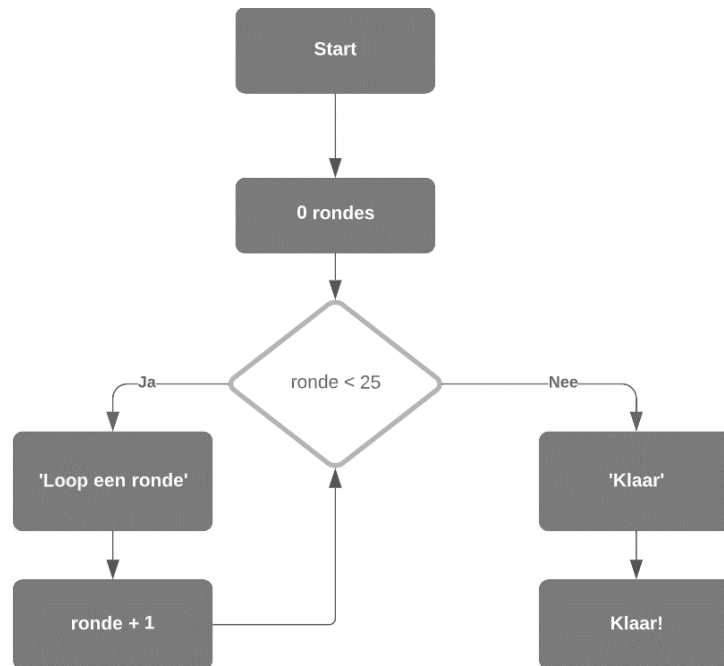 Start
0 rondes
ronde < 25
Ja
Nee
'Loop een ronde'
'Klaar'
ronde + 1
Klaar!